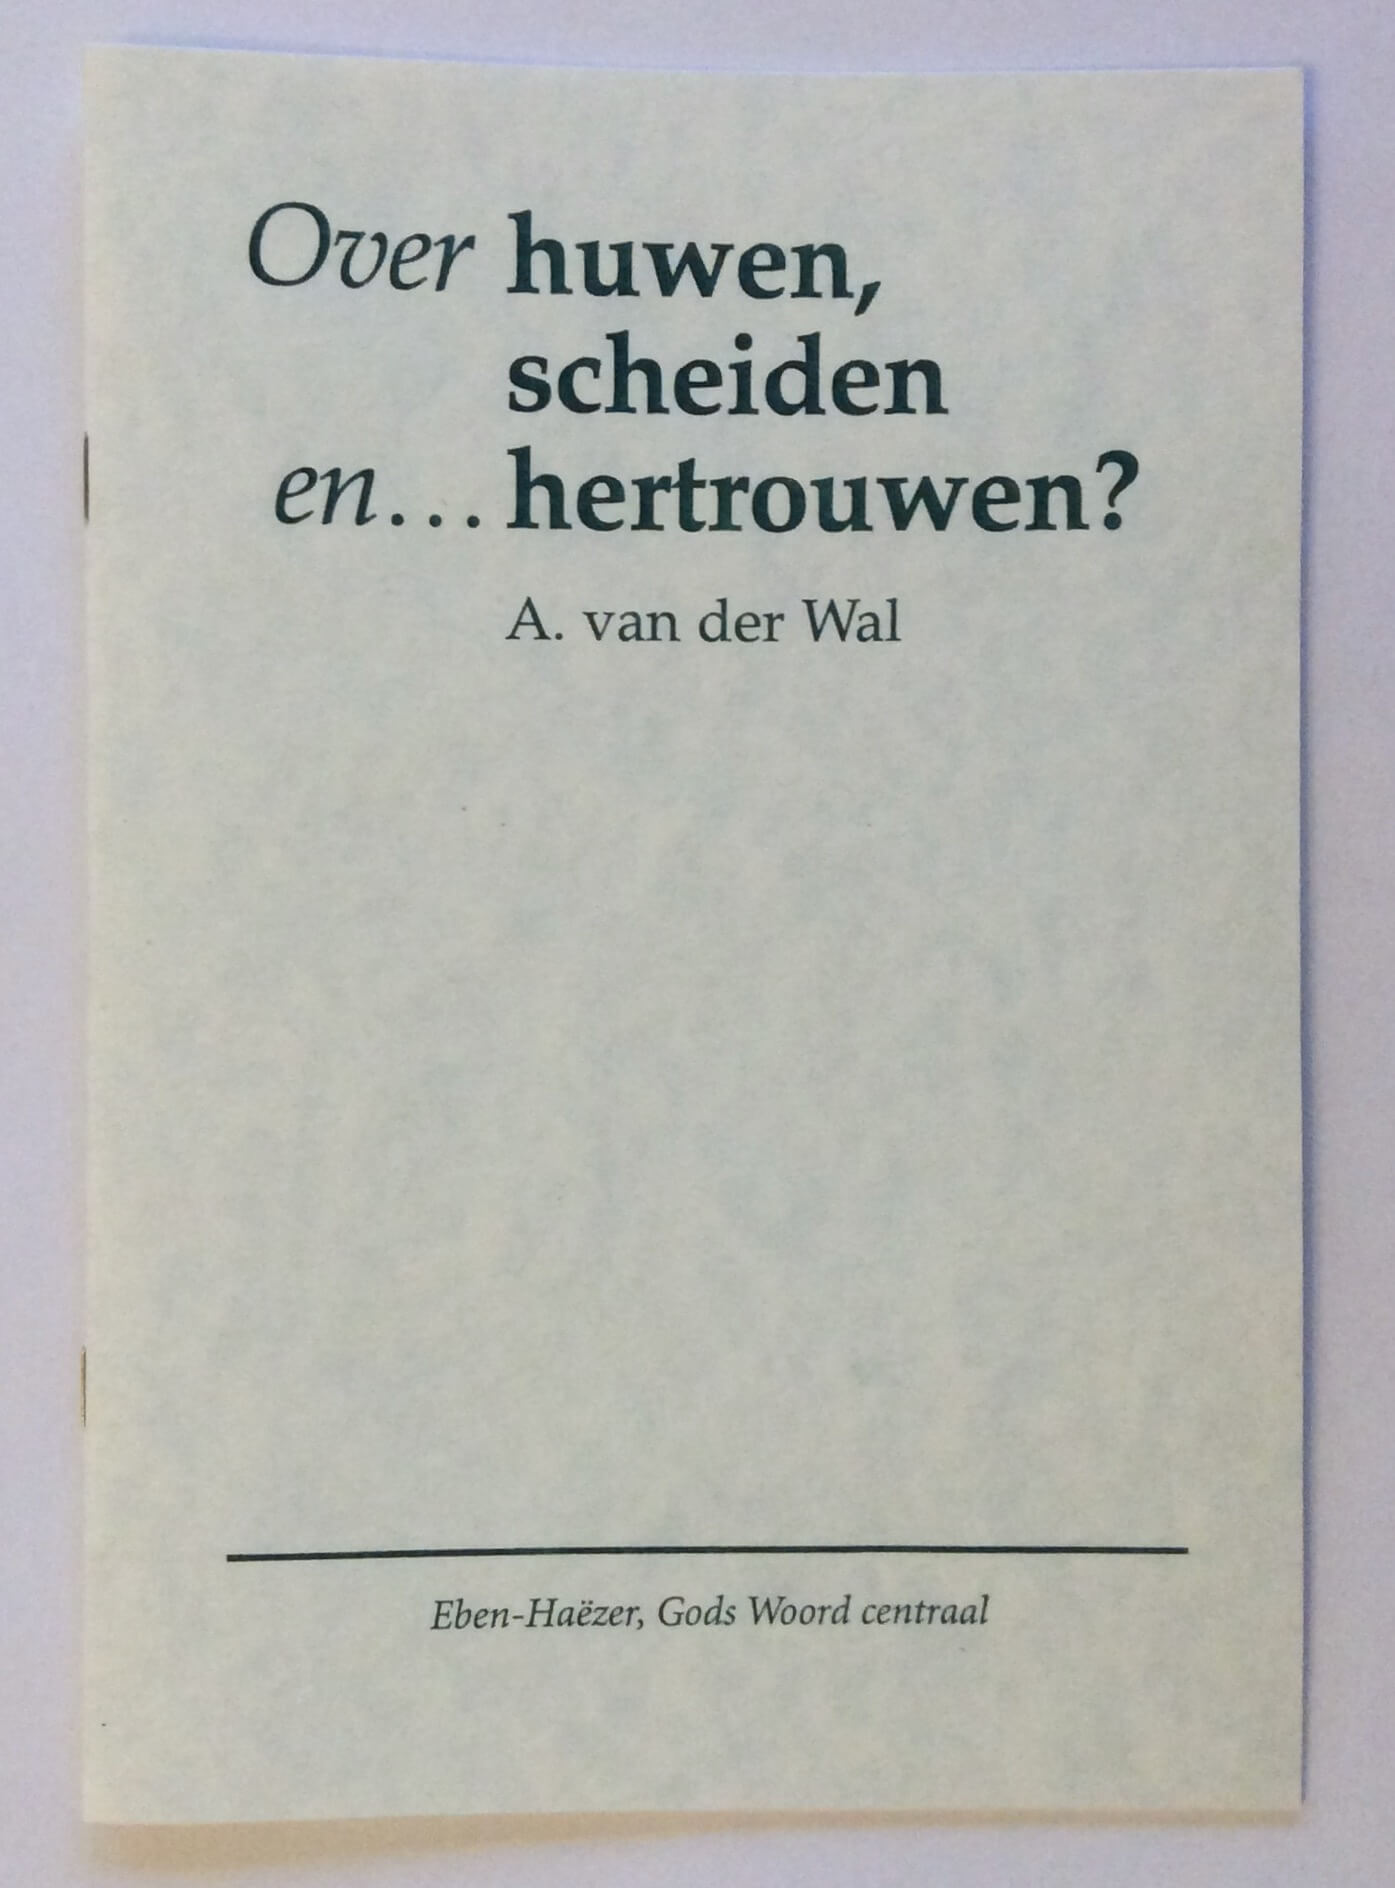 Over huwen,
scheiden
en... hertrouwen?
A. van der Wal
Eben-Haëzer, Gods Woord centraal